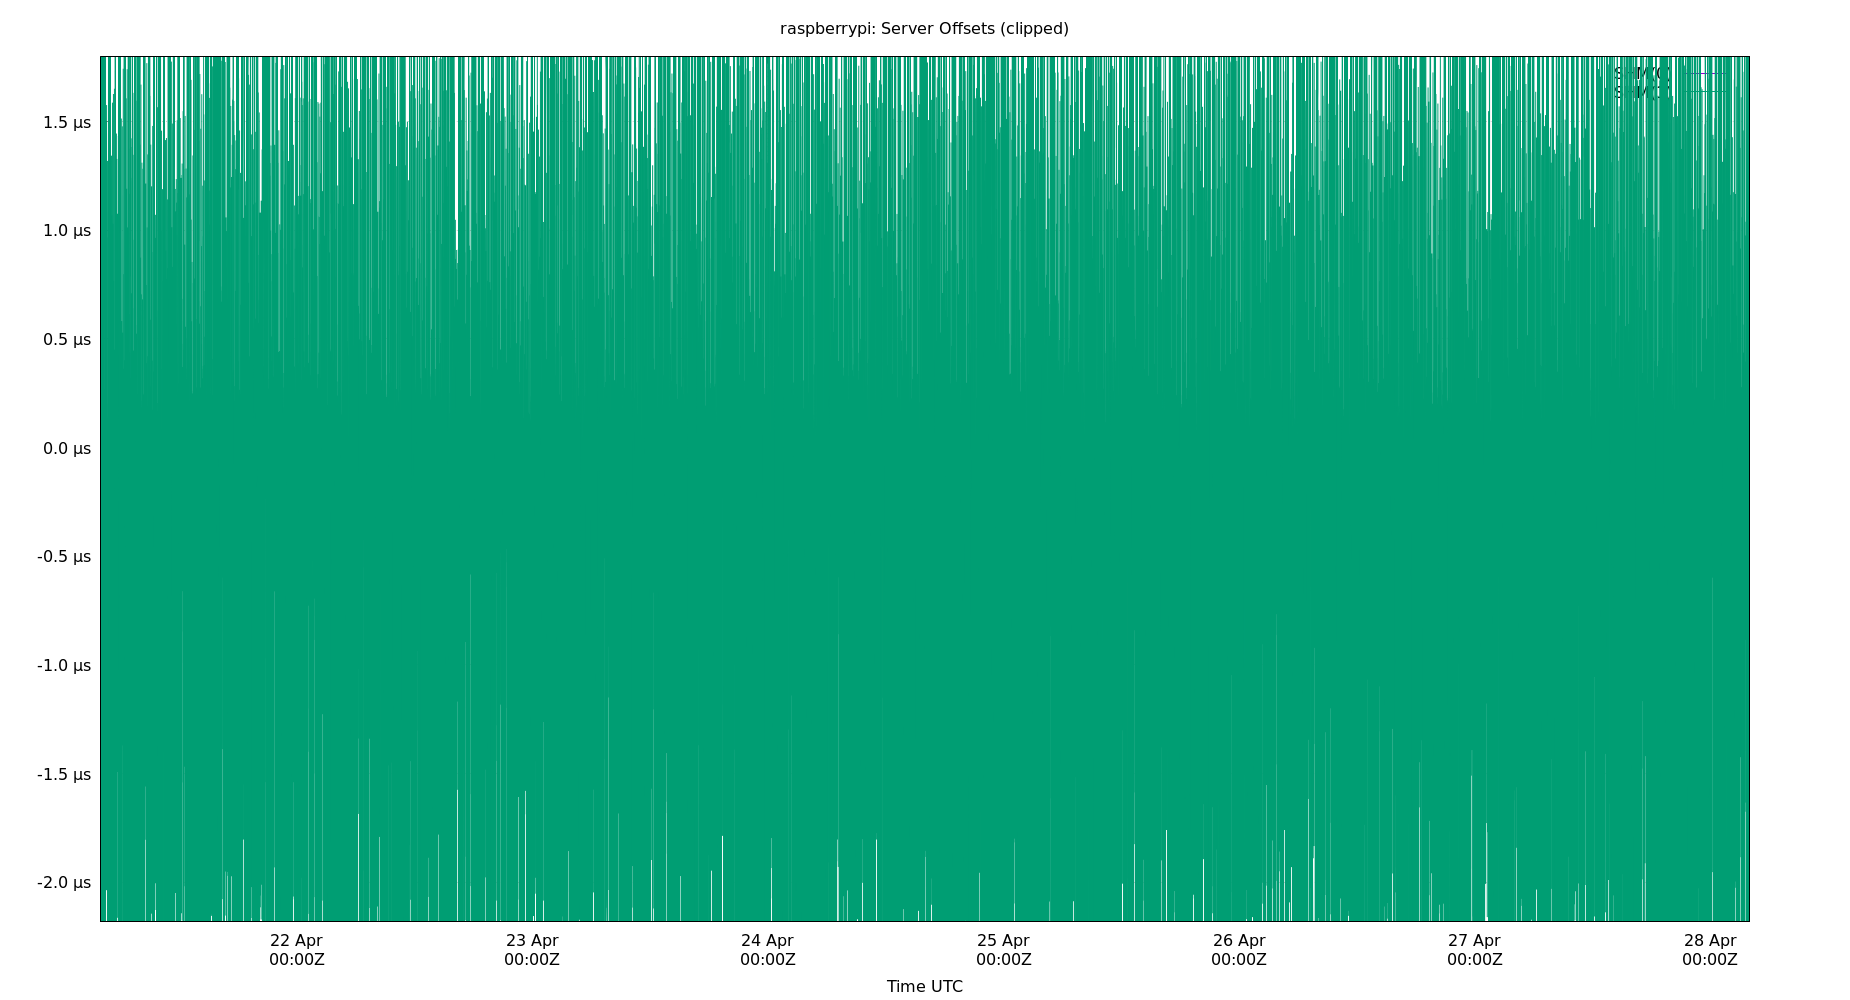 raspberrypi: Server Offsets (clipped)
SHM(0)
1.5 µs
1.0 µs
0.5 µs
0.0 µs
-0.5 µs
-1.0 µs
-1.5 µs
-2.0 µs
22 Apr 23 Apr 24 Apr 25 Apr 26 Apr 27 Apr 28 Apr
00:00Z 00:00Z 00:00Z 00:00Z 00:00Z 00:00Z 00:00Z
Time UTC